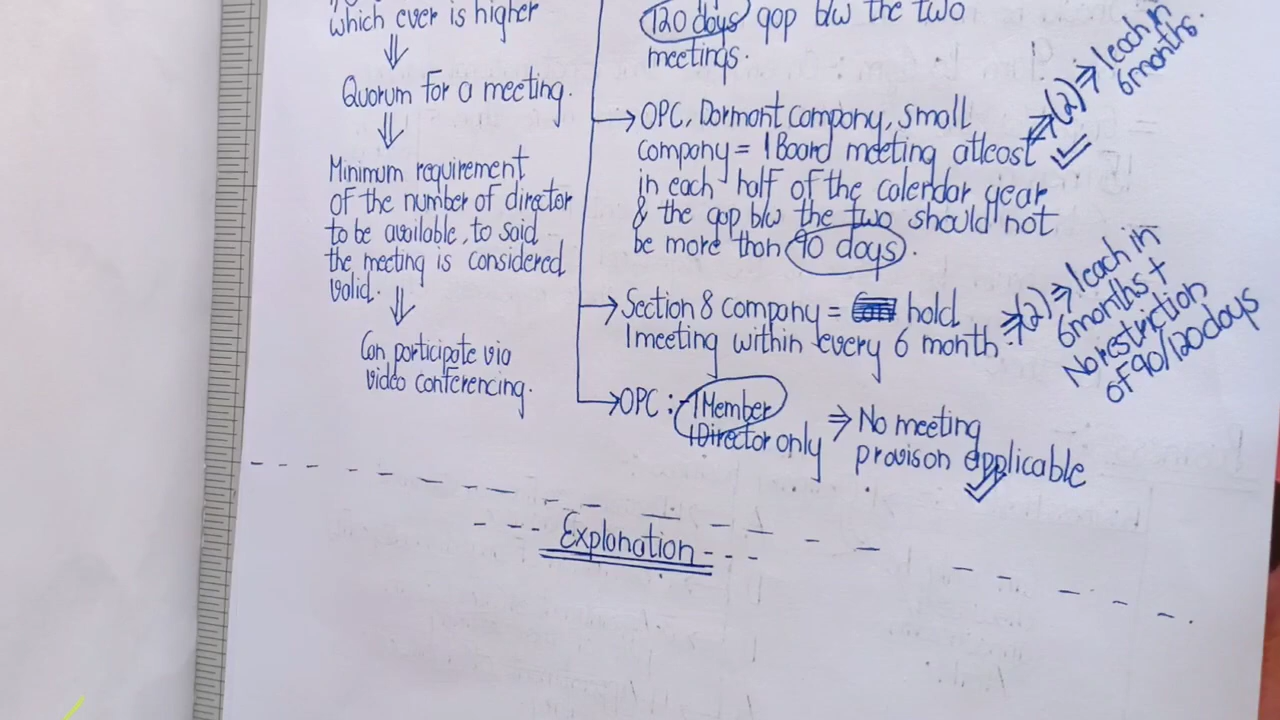 which ever is higher
Quorum for a meeting.
Minimum requirement
of the number of director
to be available, to said
the meeting is considered
valid.
Can participate via
video conferencing.
120 days gap b/w the two
meetings.
OPC, Dormant company, small
company = 1 Board meeting atleast
in each half of the calendar year
& the gap b/w the two should not
be more than 90 days.
⇒ (2) ⇒ 1 each in
6 months.
Section 8 company = hold
1 meeting within every 6 month.
⇒ (2) ⇒ 1 each in
6 months +
No restriction
of 90/120 days
OPC :- 1 Member
1 Director only
⇒ No meeting
provison applicable
Explanation